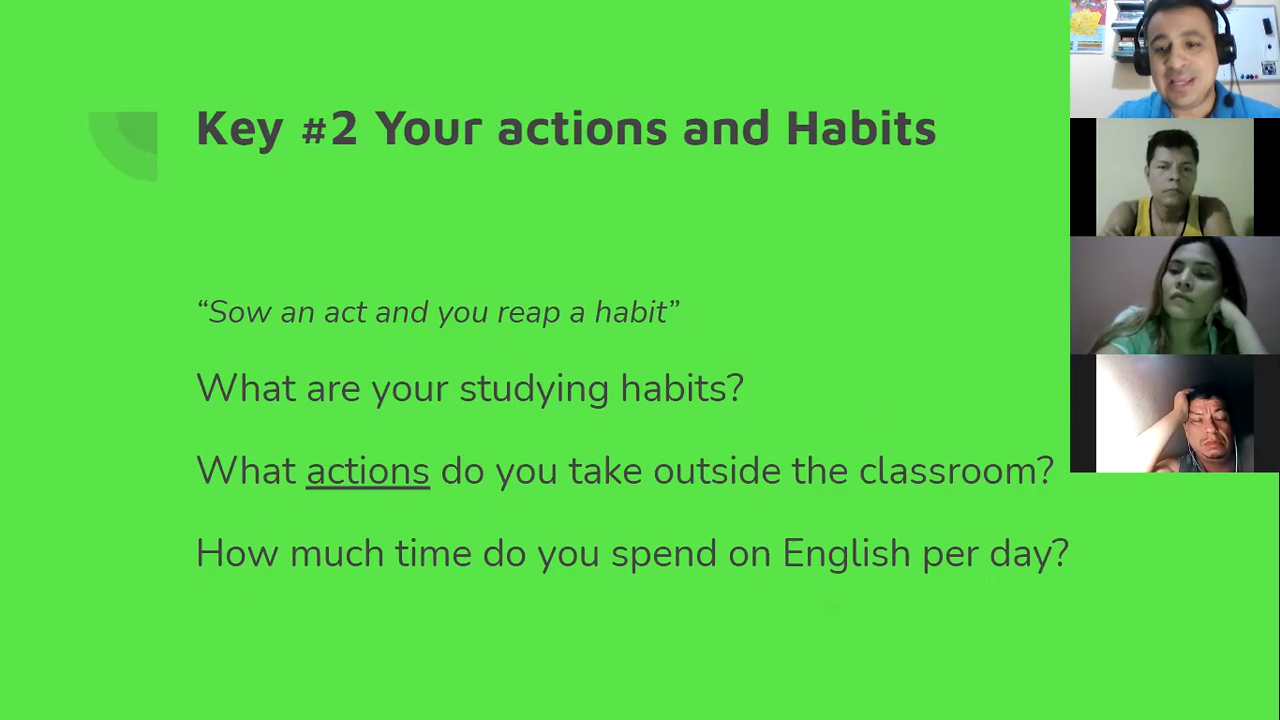 Key #2 Your actions and Habits
“Sow an act and you reap a habit”
What are your studying habits?
What actions do you take outside the classroom?
How much time do you spend on English per day?